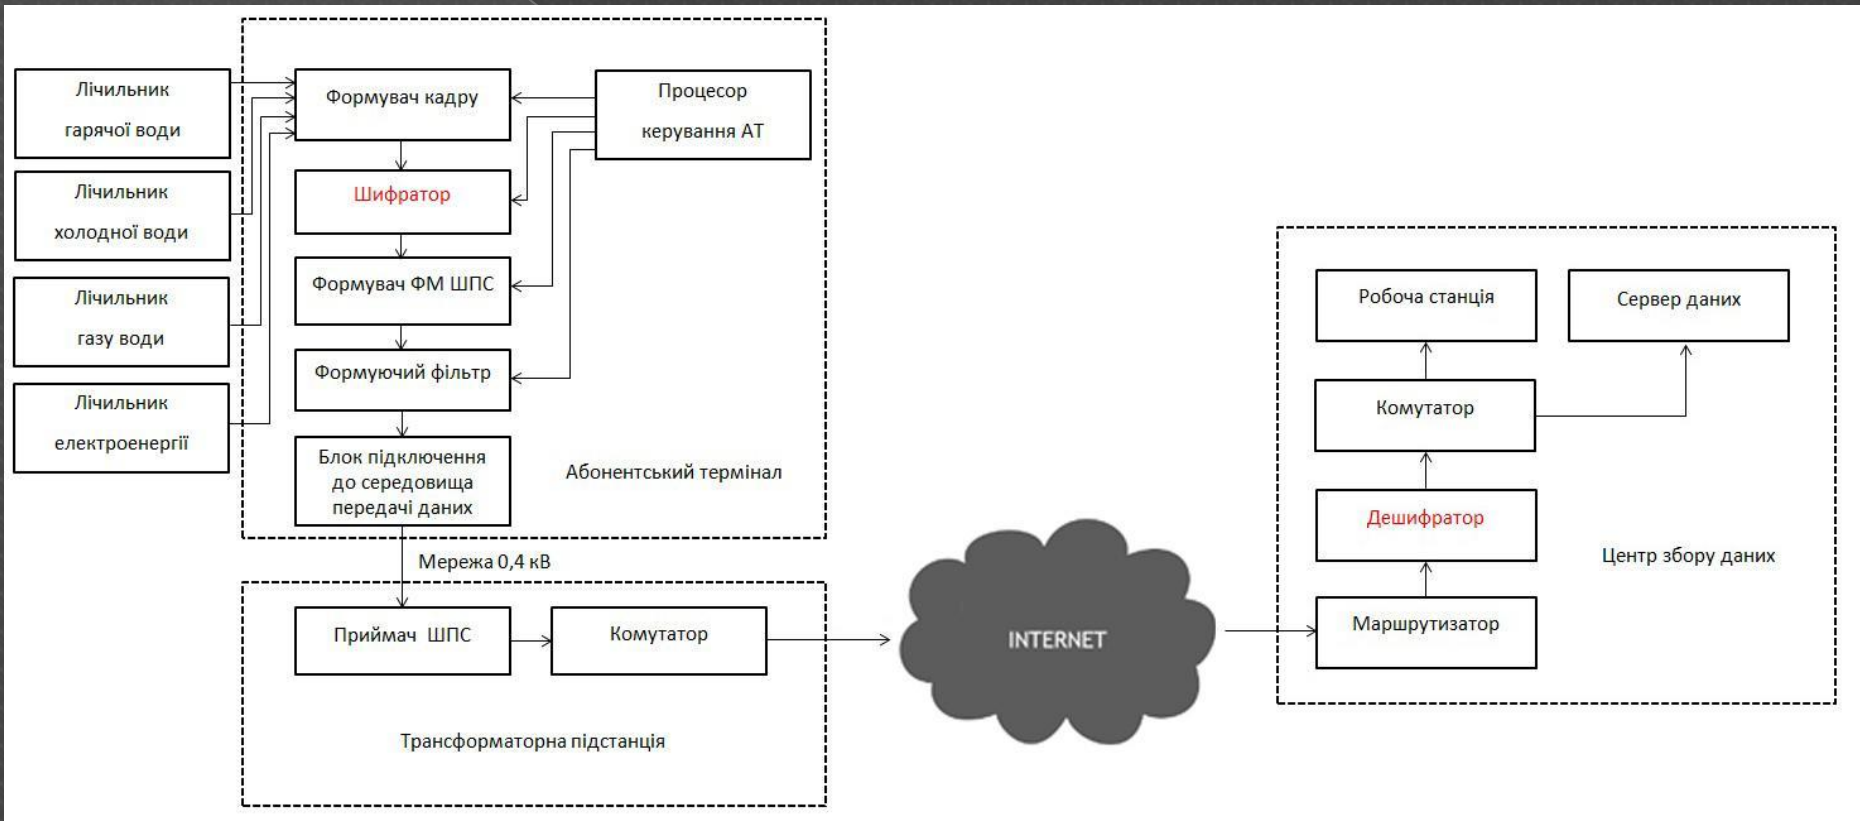 Лічильник
гарячої води
Лічильник
холодної води
Лічильник
газу води
Лічильник
електроенергії
Формувач кадру
Процесор
керування АТ
Шифратор
Формувач ФМ ШПС
Формуючий фільтр
Блок підключення
до середовища
передачі даних
Абонентський термінал
Мережа 0,4 кВ
Приймач ШПС
Комутатор
Трансформаторна підстанція
INTERNET
Робоча станція
Сервер даних
Комутатор
Дешифратор
Центр збору даних
Маршрутизатор